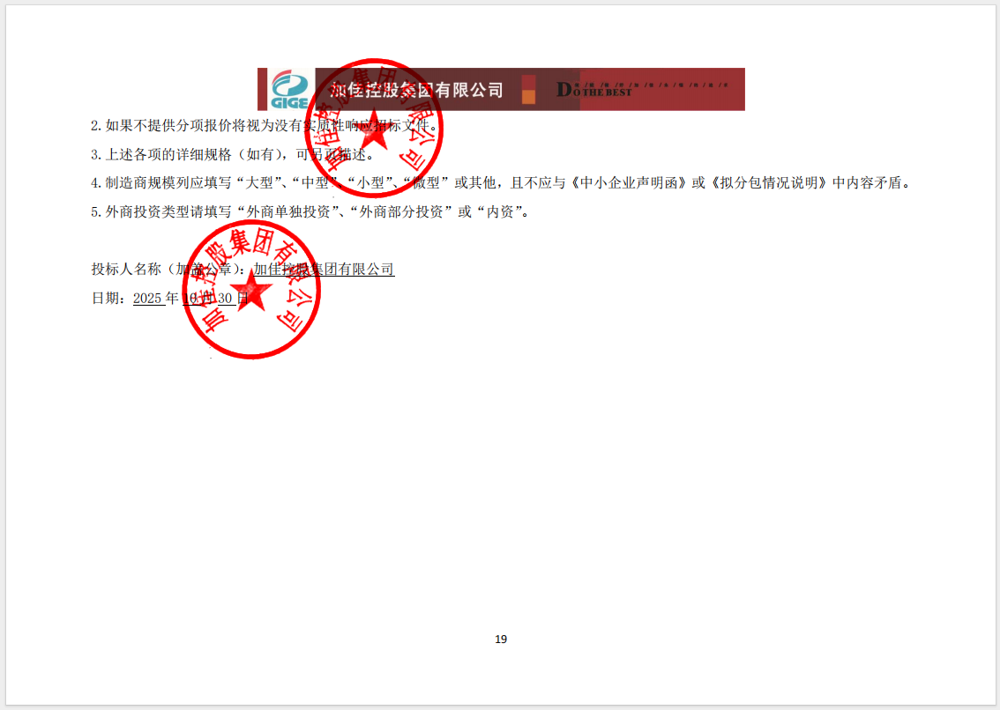 GIGE
加佳控股集团有限公司
DO THE BEST
2.如果不提供分项报价将视为没有实质性响应招标文件。
3.上述各项的详细规格（如有），可另页描述。
4.制造商规模列应填写“大型”、“中型”、“小型”、“微型”或其他，且不应与《中小企业声明函》或《拟分包情况说明》中内容矛盾。
5.外商投资类型请填写“外商单独投资”、“外商部分投资”或“内资”。
加佳控股集团有限公司
投标人名称（加盖公章）：加佳控股集团有限公司
日期：2025年10月30日
加佳控股集团有限公司
19